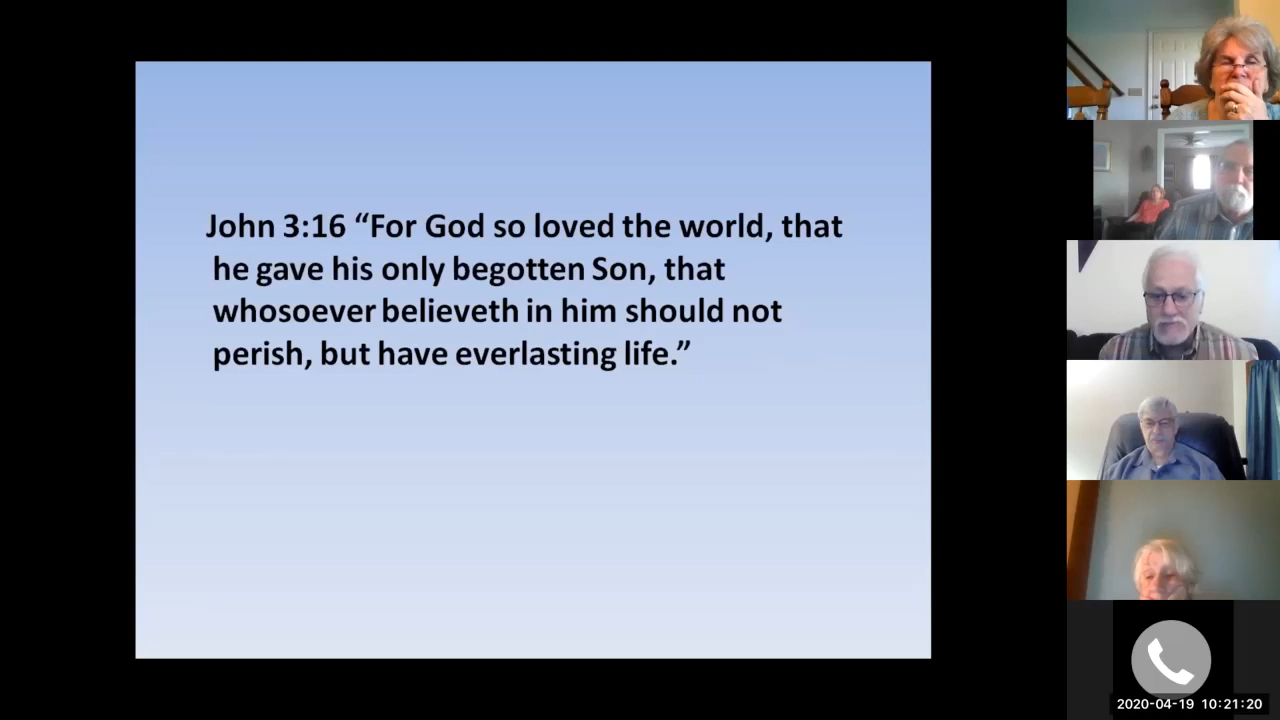 John 3:16 “For God so loved the world, that
he gave his only begotten Son, that
whosoever believeth in him should not
perish, but have everlasting life.”
2020-04-19 10:21:20